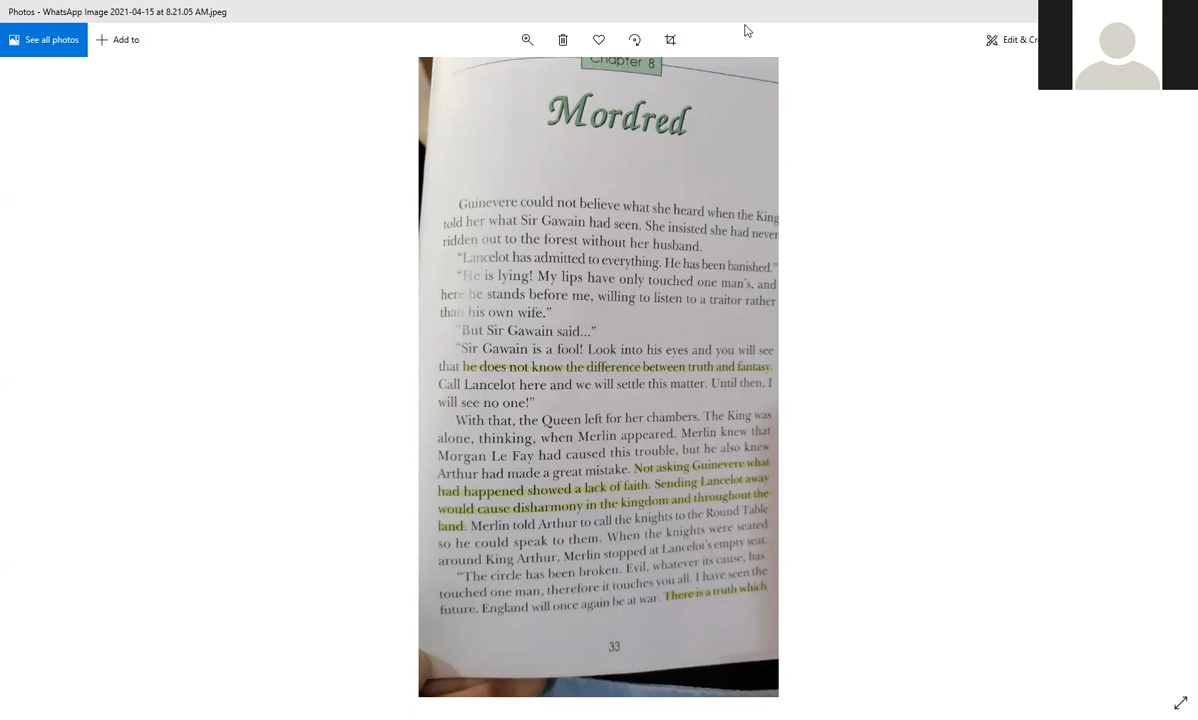 Photos - WhatsApp Image 2021-04-15 at 8.21.05 AM.jpeg
See all photos
Add to
Edit & Cr
Chapter 8
Mordred
Guinevere could not believe what she heard when the King
told her what Sir Gawain had seen. She insisted she had never
ridden out to the forest without her husband.
“Lancelot has admitted to everything. He has been banished.”
“He is lying! My lips have only touched one man’s, and
here he stands before me, willing to listen to a traitor rather
than his own wife.”
“But Sir Gawain said...”
“Sir Gawain is a fool! Look into his eyes and you will see
that he does not know the difference between truth and fantasy.
Call Lancelot here and we will settle this matter. Until then, I
will see no one!”
With that, the Queen left for her chambers. The King was
alone, thinking, when Merlin appeared. Merlin knew that
Morgan Le Fay had caused this trouble, but he also knew
Arthur had made a great mistake. Not asking Guinevere what
had happened showed a lack of faith. Sending Lancelot away
would cause disharmony in the kingdom and throughout the
land. Merlin told Arthur to call the knights to the Round Table
so he could speak to them. When the knights were seated
around King Arthur, Merlin stopped at Lancelot’s empty seat.
“The circle has been broken. Evil, whatever its cause, has
touched one man, therefore it touches you all. I have seen the
future. England will once again be at war. There is a truth which
33